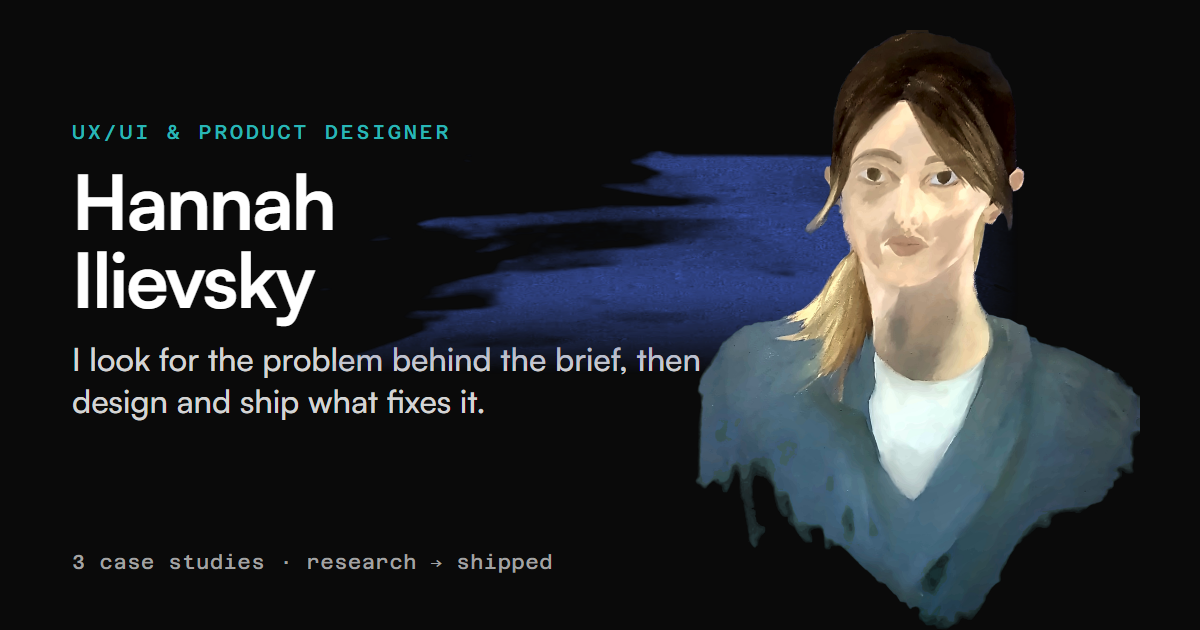 UX/UI & PRODUCT DESIGNER
Hannah
Ilievsky
I look for the problem behind the brief, then
design and ship what fixes it.
3 case studies · research → shipped